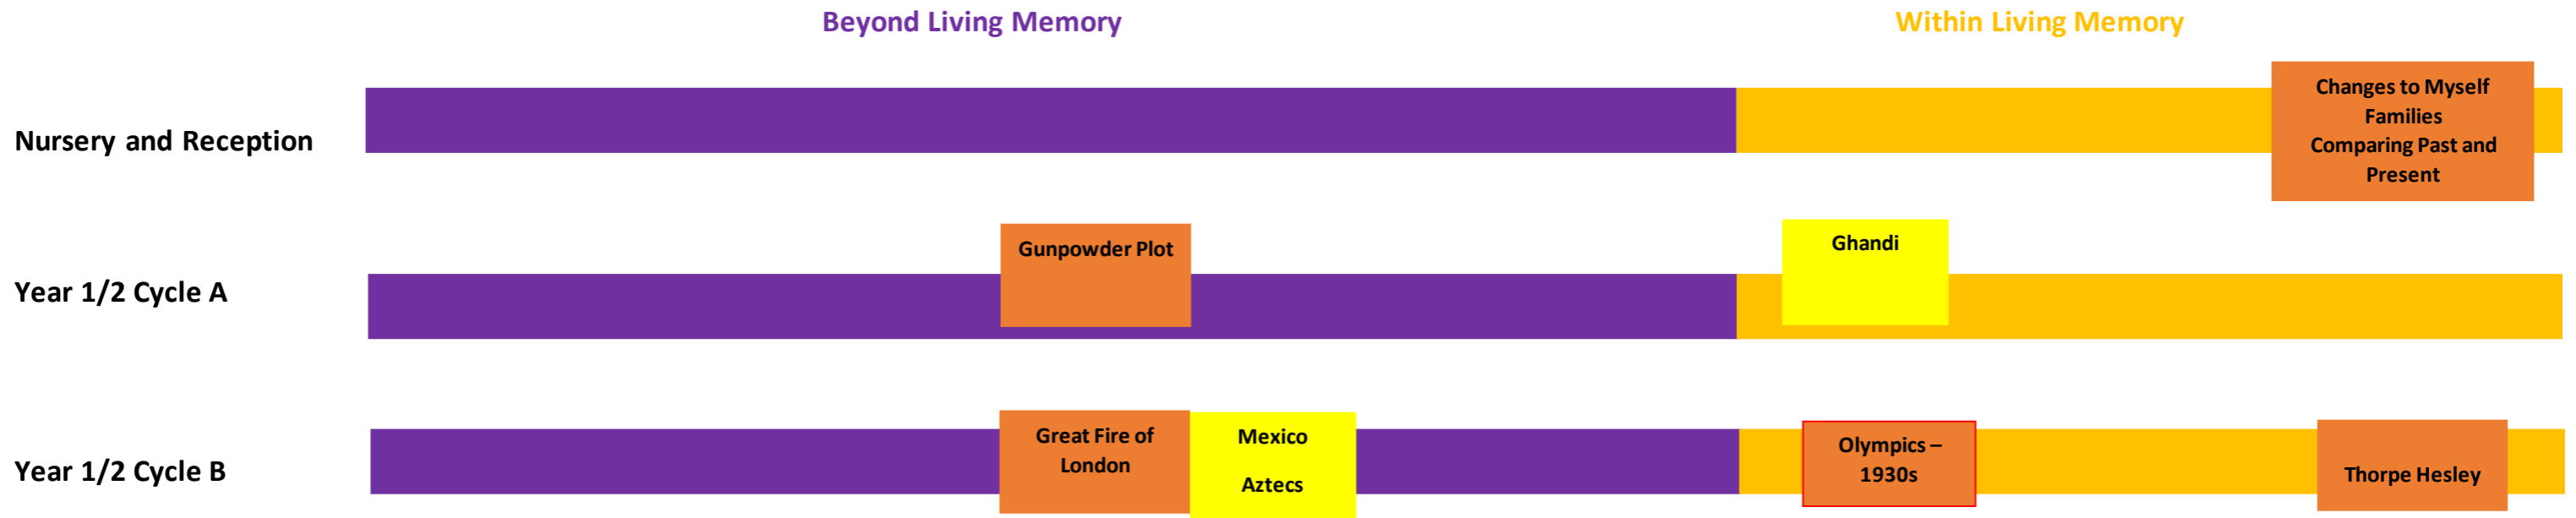 Beyond Living Memory
Within Living Memory
Nursery and Reception
Changes to Myself
Families
Comparing Past and
Present
Year 1/2 Cycle A
Gunpowder Plot
Ghandi
Year 1/2 Cycle B
Great Fire of
London
Mexico
Aztecs
Olympics –
1930s
Thorpe Hesley